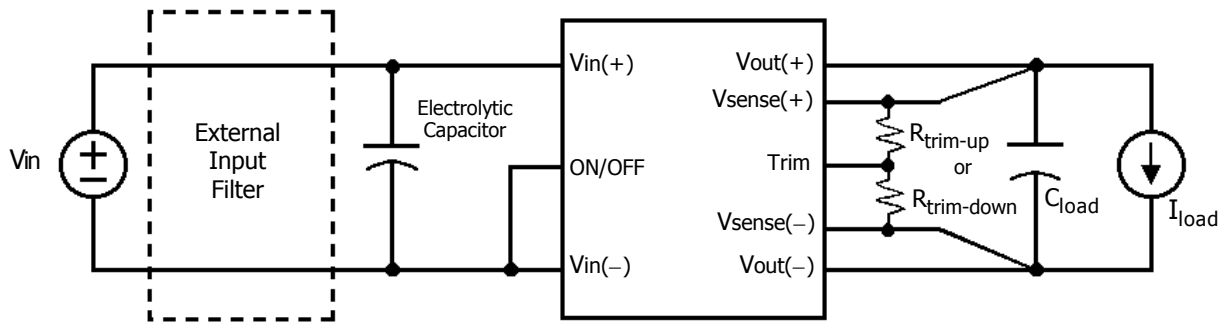 Vin
External
Input
Filter
Electrolytic
Capacitor
Vin(+)
ON/OFF
Vin(−)
Vout(+)
Vsense(+)
Trim
Vsense(−)
Vout(−)
Rtrim-up
or
Rtrim-down
Cload
Iload